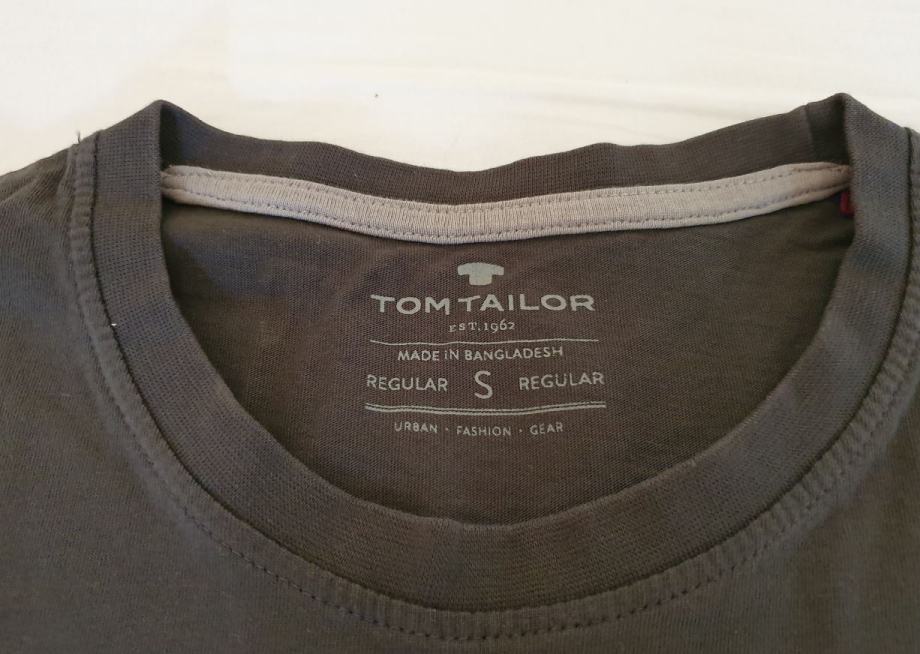 TOM TAILOR
EST.1962
MADE IN BANGLADESH
REGULAR S REGULAR
URBAN · FASHION · GEAR